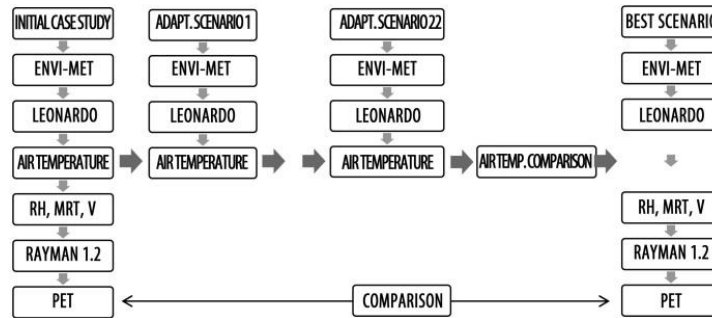 INITIAL CASE STUDY
ADAPT. SCENARIO 1
ADAPT. SCENARIO 22
BEST SCENARIO
ENVI-MET
ENVI-MET
ENVI-MET
ENVI-MET
LEONARDO
LEONARDO
LEONARDO
LEONARDO
AIR TEMPERATURE
AIR TEMPERATURE
AIR TEMPERATURE
AIR TEMP. COMPARISON
RH, MRT, V
RH, MRT, V
RAYMAN 1.2
RAYMAN 1.2
PET
COMPARISON
PET